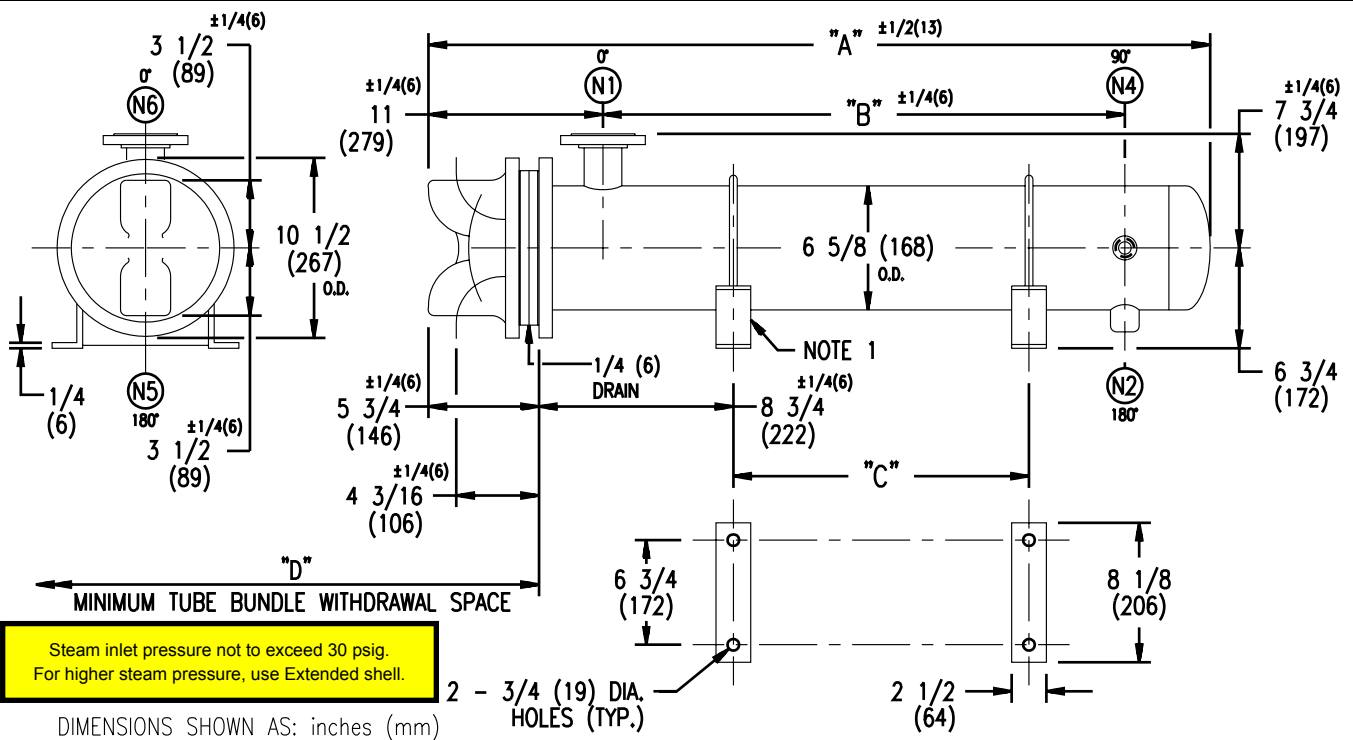 ±1/4(6)
3 1/2
(89)
0°
N6
10 1/2
(267)
O.D.
1/4
(6)
N5
180°
±1/4(6)
3 1/2
(89)
"A" ±1/2(13)
0°
N1
90°
N4
±1/4(6)
11
(279)
"B" ±1/4(6)
±1/4(6)
7 3/4
(197)
6 5/8 (168)
O.D.
NOTE 1
1/4 (6)
DRAIN
N2
180°
6 3/4
(172)
±1/4(6)
5 3/4
(146)
±1/4(6)
8 3/4
(222)
±1/4(6)
4 3/16
(106)
"C"
"D"
MINIMUM TUBE BUNDLE WITHDRAWAL SPACE
6 3/4
(172)
8 1/8
(206)
Steam inlet pressure not to exceed 30 psig.
For higher steam pressure, use Extended shell.
2 - 3/4 (19) DIA.
HOLES (TYP.)
2 1/2
(64)
DIMENSIONS SHOWN AS: inches (mm)